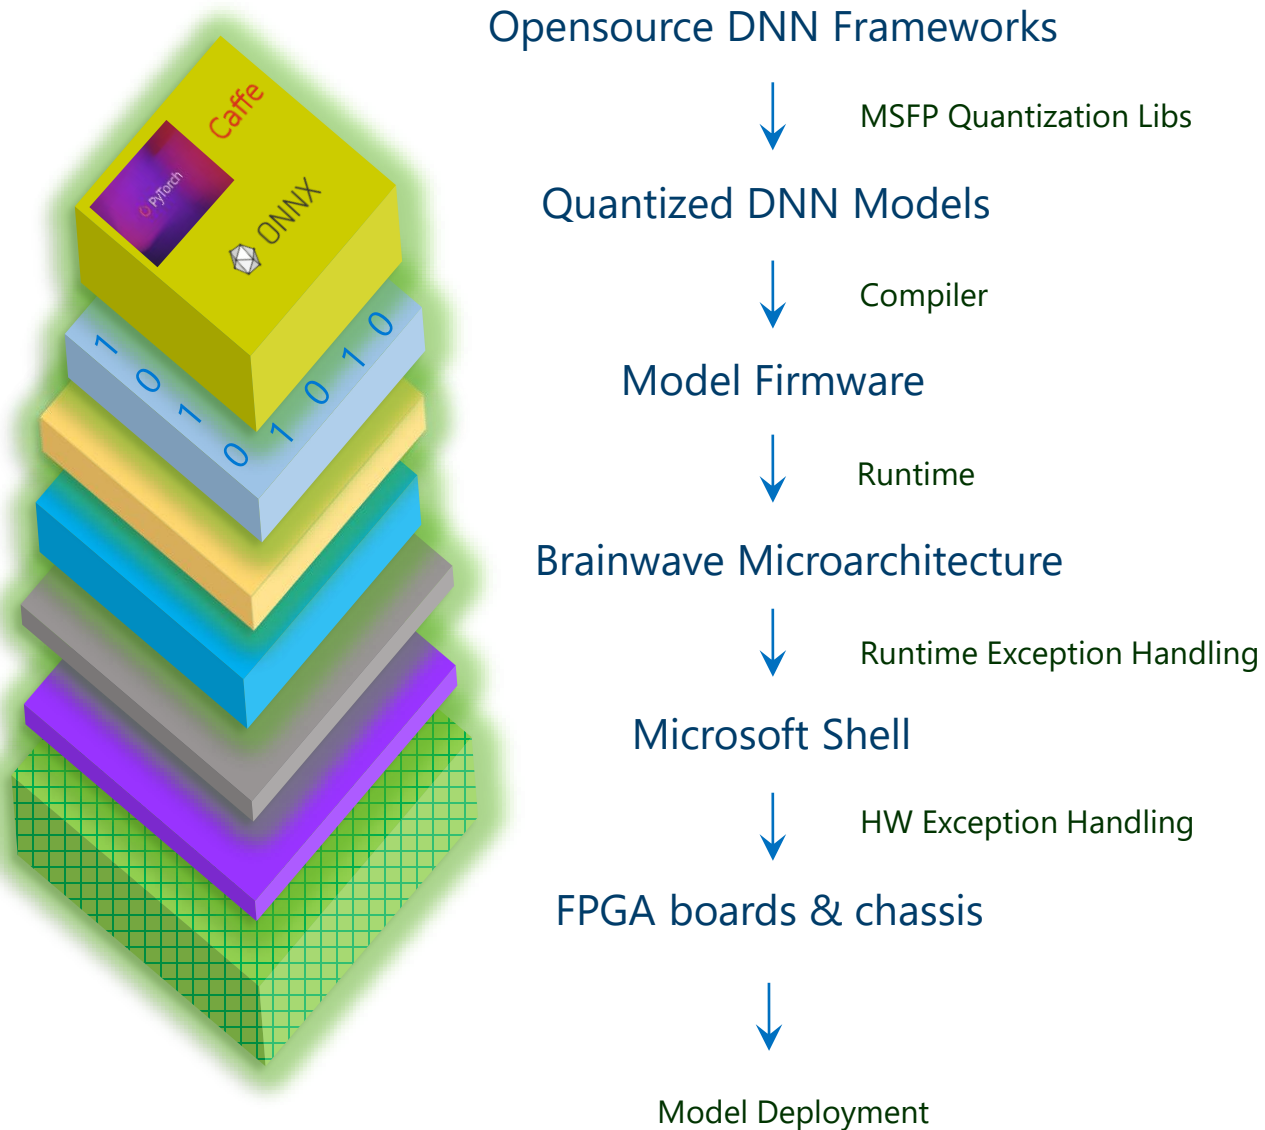 Opensource DNN Frameworks
MSFP Quantization Libs
Quantized DNN Models
Compiler
Model Firmware
Runtime
Brainwave Microarchitecture
Runtime Exception Handling
Microsoft Shell
HW Exception Handling
FPGA boards & chassis
Model Deployment
Caffe
PyTorch
ONNX
1 0 1 0 1 0 1 0